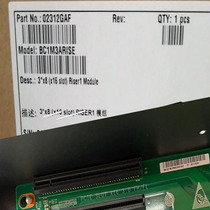 Part No.: 02312GAF Rev: QTY: 1 pcs
Model: BC1M3ARISE
Desc.: 3*x8 (x16 slot) Riser1 Module
描述: 3*x8 (x16 slot) RISER1 模组
S/N: